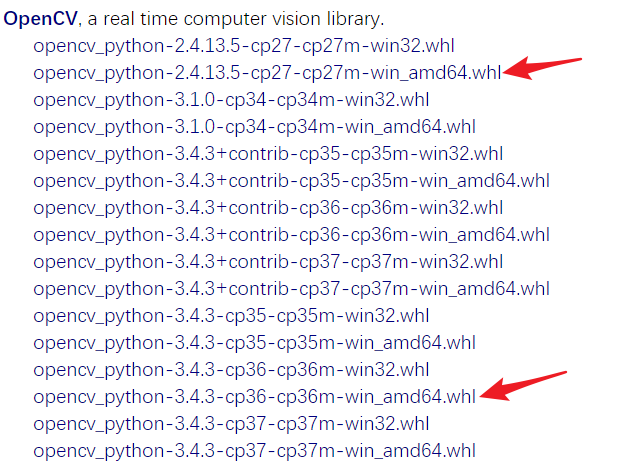 OpenCV, a real time computer vision library.
opencv_python-2.4.13.5-cp27-cp27m-win32.whl
opencv_python-2.4.13.5-cp27-cp27m-win_amd64.whl
opencv_python-3.1.0-cp34-cp34m-win32.whl
opencv_python-3.1.0-cp34-cp34m-win_amd64.whl
opencv_python-3.4.3+contrib-cp35-cp35m-win32.whl
opencv_python-3.4.3+contrib-cp35-cp35m-win_amd64.whl
opencv_python-3.4.3+contrib-cp36-cp36m-win32.whl
opencv_python-3.4.3+contrib-cp36-cp36m-win_amd64.whl
opencv_python-3.4.3+contrib-cp37-cp37m-win32.whl
opencv_python-3.4.3+contrib-cp37-cp37m-win_amd64.whl
opencv_python-3.4.3-cp35-cp35m-win32.whl
opencv_python-3.4.3-cp35-cp35m-win_amd64.whl
opencv_python-3.4.3-cp36-cp36m-win32.whl
opencv_python-3.4.3-cp36-cp36m-win_amd64.whl
opencv_python-3.4.3-cp37-cp37m-win32.whl
opencv_python-3.4.3-cp37-cp37m-win_amd64.whl